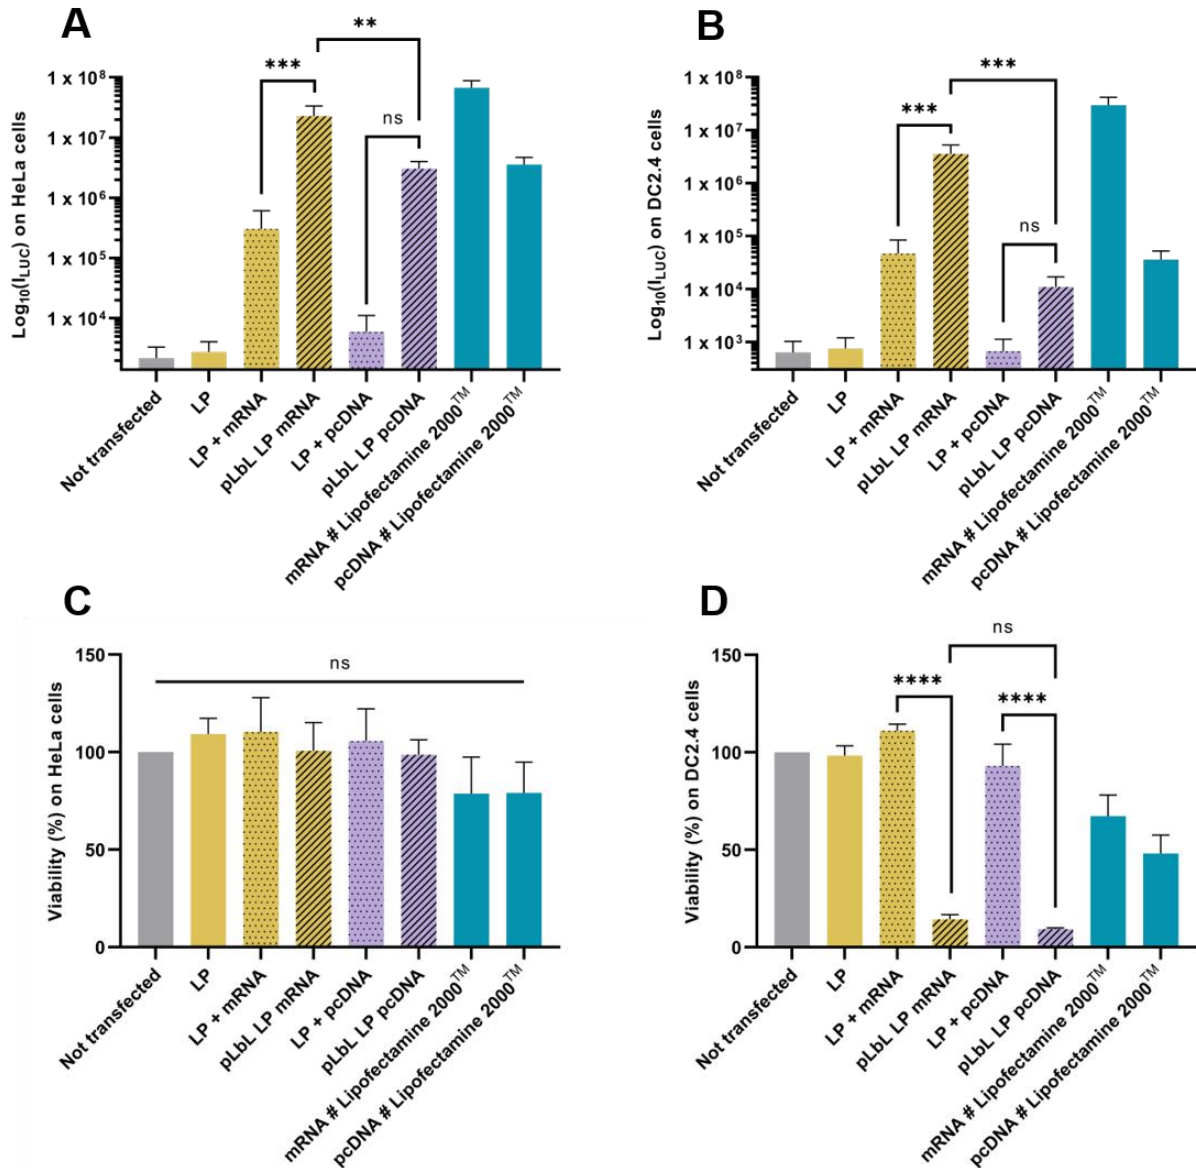 A
Log₁₀(I_LUC) on HeLa cells
1 x 10⁸
1 x 10⁷
1 x 10⁶
1 x 10⁵
1 x 10⁴
**
***
ns
Not transfected
LP
LP + mRNA
pLbL LP mRNA
LP + pcDNA
pLbL LP pcDNA
mRNA # Lipofectamine 2000™
pcDNA # Lipofectamine 2000™
B
Log₁₀(I_LUC) on DC2.4 cells
1 x 10⁸
1 x 10⁷
1 x 10⁶
1 x 10⁵
1 x 10⁴
1 x 10³
***
***
ns
Not transfected
LP
LP + mRNA
pLbL LP mRNA
LP + pcDNA
pLbL LP pcDNA
mRNA # Lipofectamine 2000™
pcDNA # Lipofectamine 2000™
C
Viability (%) on HeLa cells
150
100
50
0
ns
Not transfected
LP
LP + mRNA
pLbL LP mRNA
LP + pcDNA
pLbL LP pcDNA
mRNA # Lipofectamine 2000™
pcDNA # Lipofectamine 2000™
D
Viability (%) on DC2.4 cells
150
100
50
0
ns
****
****
Not transfected
LP
LP + mRNA
pLbL LP mRNA
LP + pcDNA
pLbL LP pcDNA
mRNA # Lipofectamine 2000™
pcDNA # Lipofectamine 2000™